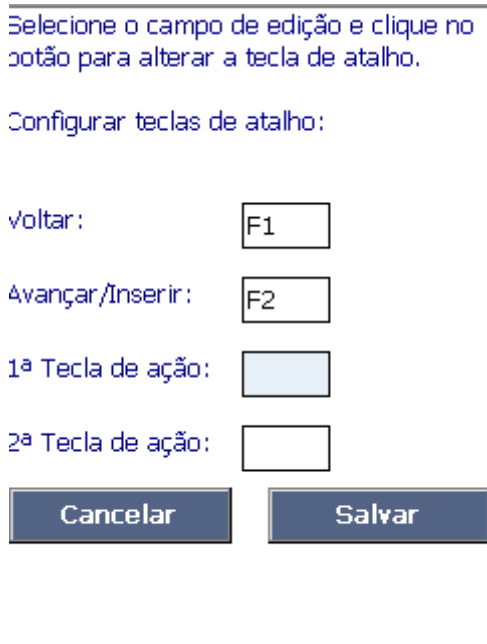 Selecione o campo de edição e clique no
botão para alterar a tecla de atalho.
Configurar teclas de atalho:
Voltar: F1
Avançar/Inserir: F2
1ª Tecla de ação:
2ª Tecla de ação:
Cancelar Salvar